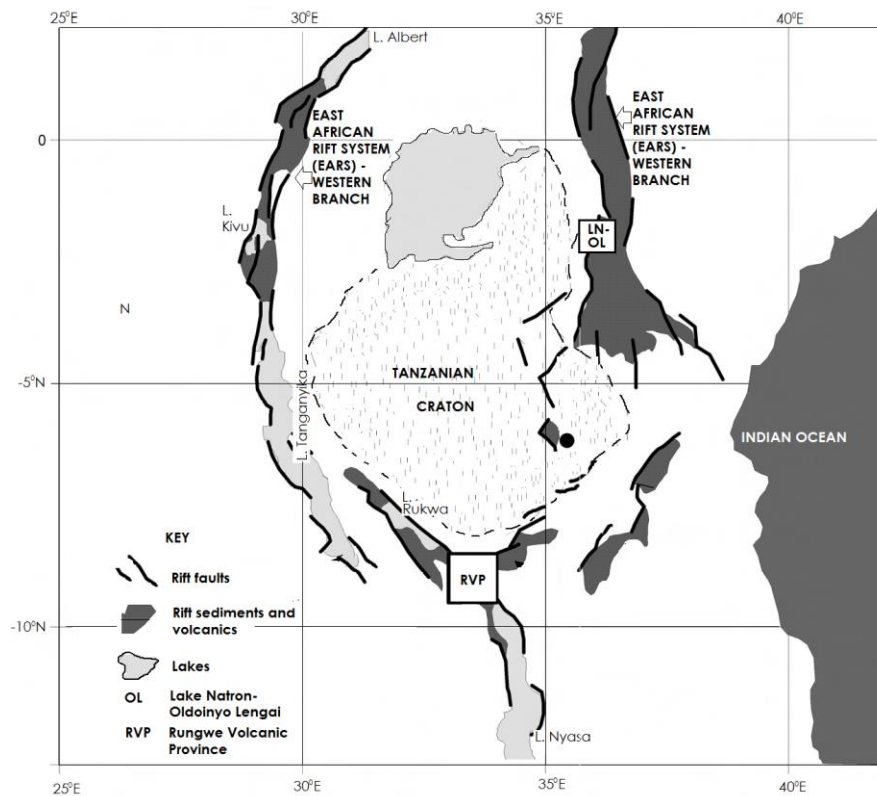 25°E
30°E
35°E
40°E
L. Albert
EAST
AFRICAN
RIFT SYSTEM
(EARS) -
WESTERN
BRANCH
EAST
AFRICAN
RIFT SYSTEM
(EARS) -
WESTERN
BRANCH
0
L.
Kivu
LN-
OL
N
TANZANIAN
CRATON
-5°N
L. Tanganyika
INDIAN OCEAN
L.
Rukwa
KEY
Rift faults
RVP
Rift sediments and
volcanics
-10°N
Lakes
OL Lake Natron-
Oldoinyo Lengai
RVP Rungwe Volcanic
Province
L. Nyasa
25°E
30°E
35°E
40°E